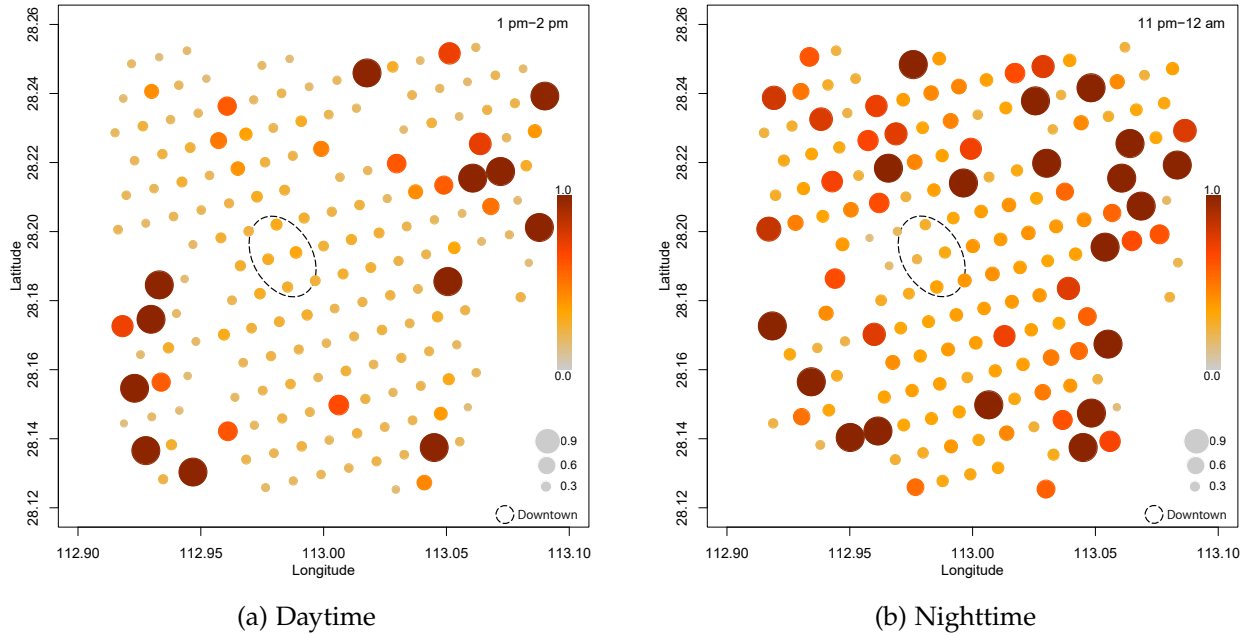 1 pm−2 pm
28.26
28.24
28.22
28.20
28.18
28.16
28.14
28.12
Latitude
1.0
0.0
0.9
0.6
0.3
Downtown
112.90 112.95 113.00 113.05 113.10
Longitude
(a) Daytime
11 pm−12 am
28.26
28.24
28.22
28.20
28.18
28.16
28.14
28.12
Latitude
1.0
0.0
0.9
0.6
0.3
Downtown
112.90 112.95 113.00 113.05 113.10
Longitude
(b) Nighttime